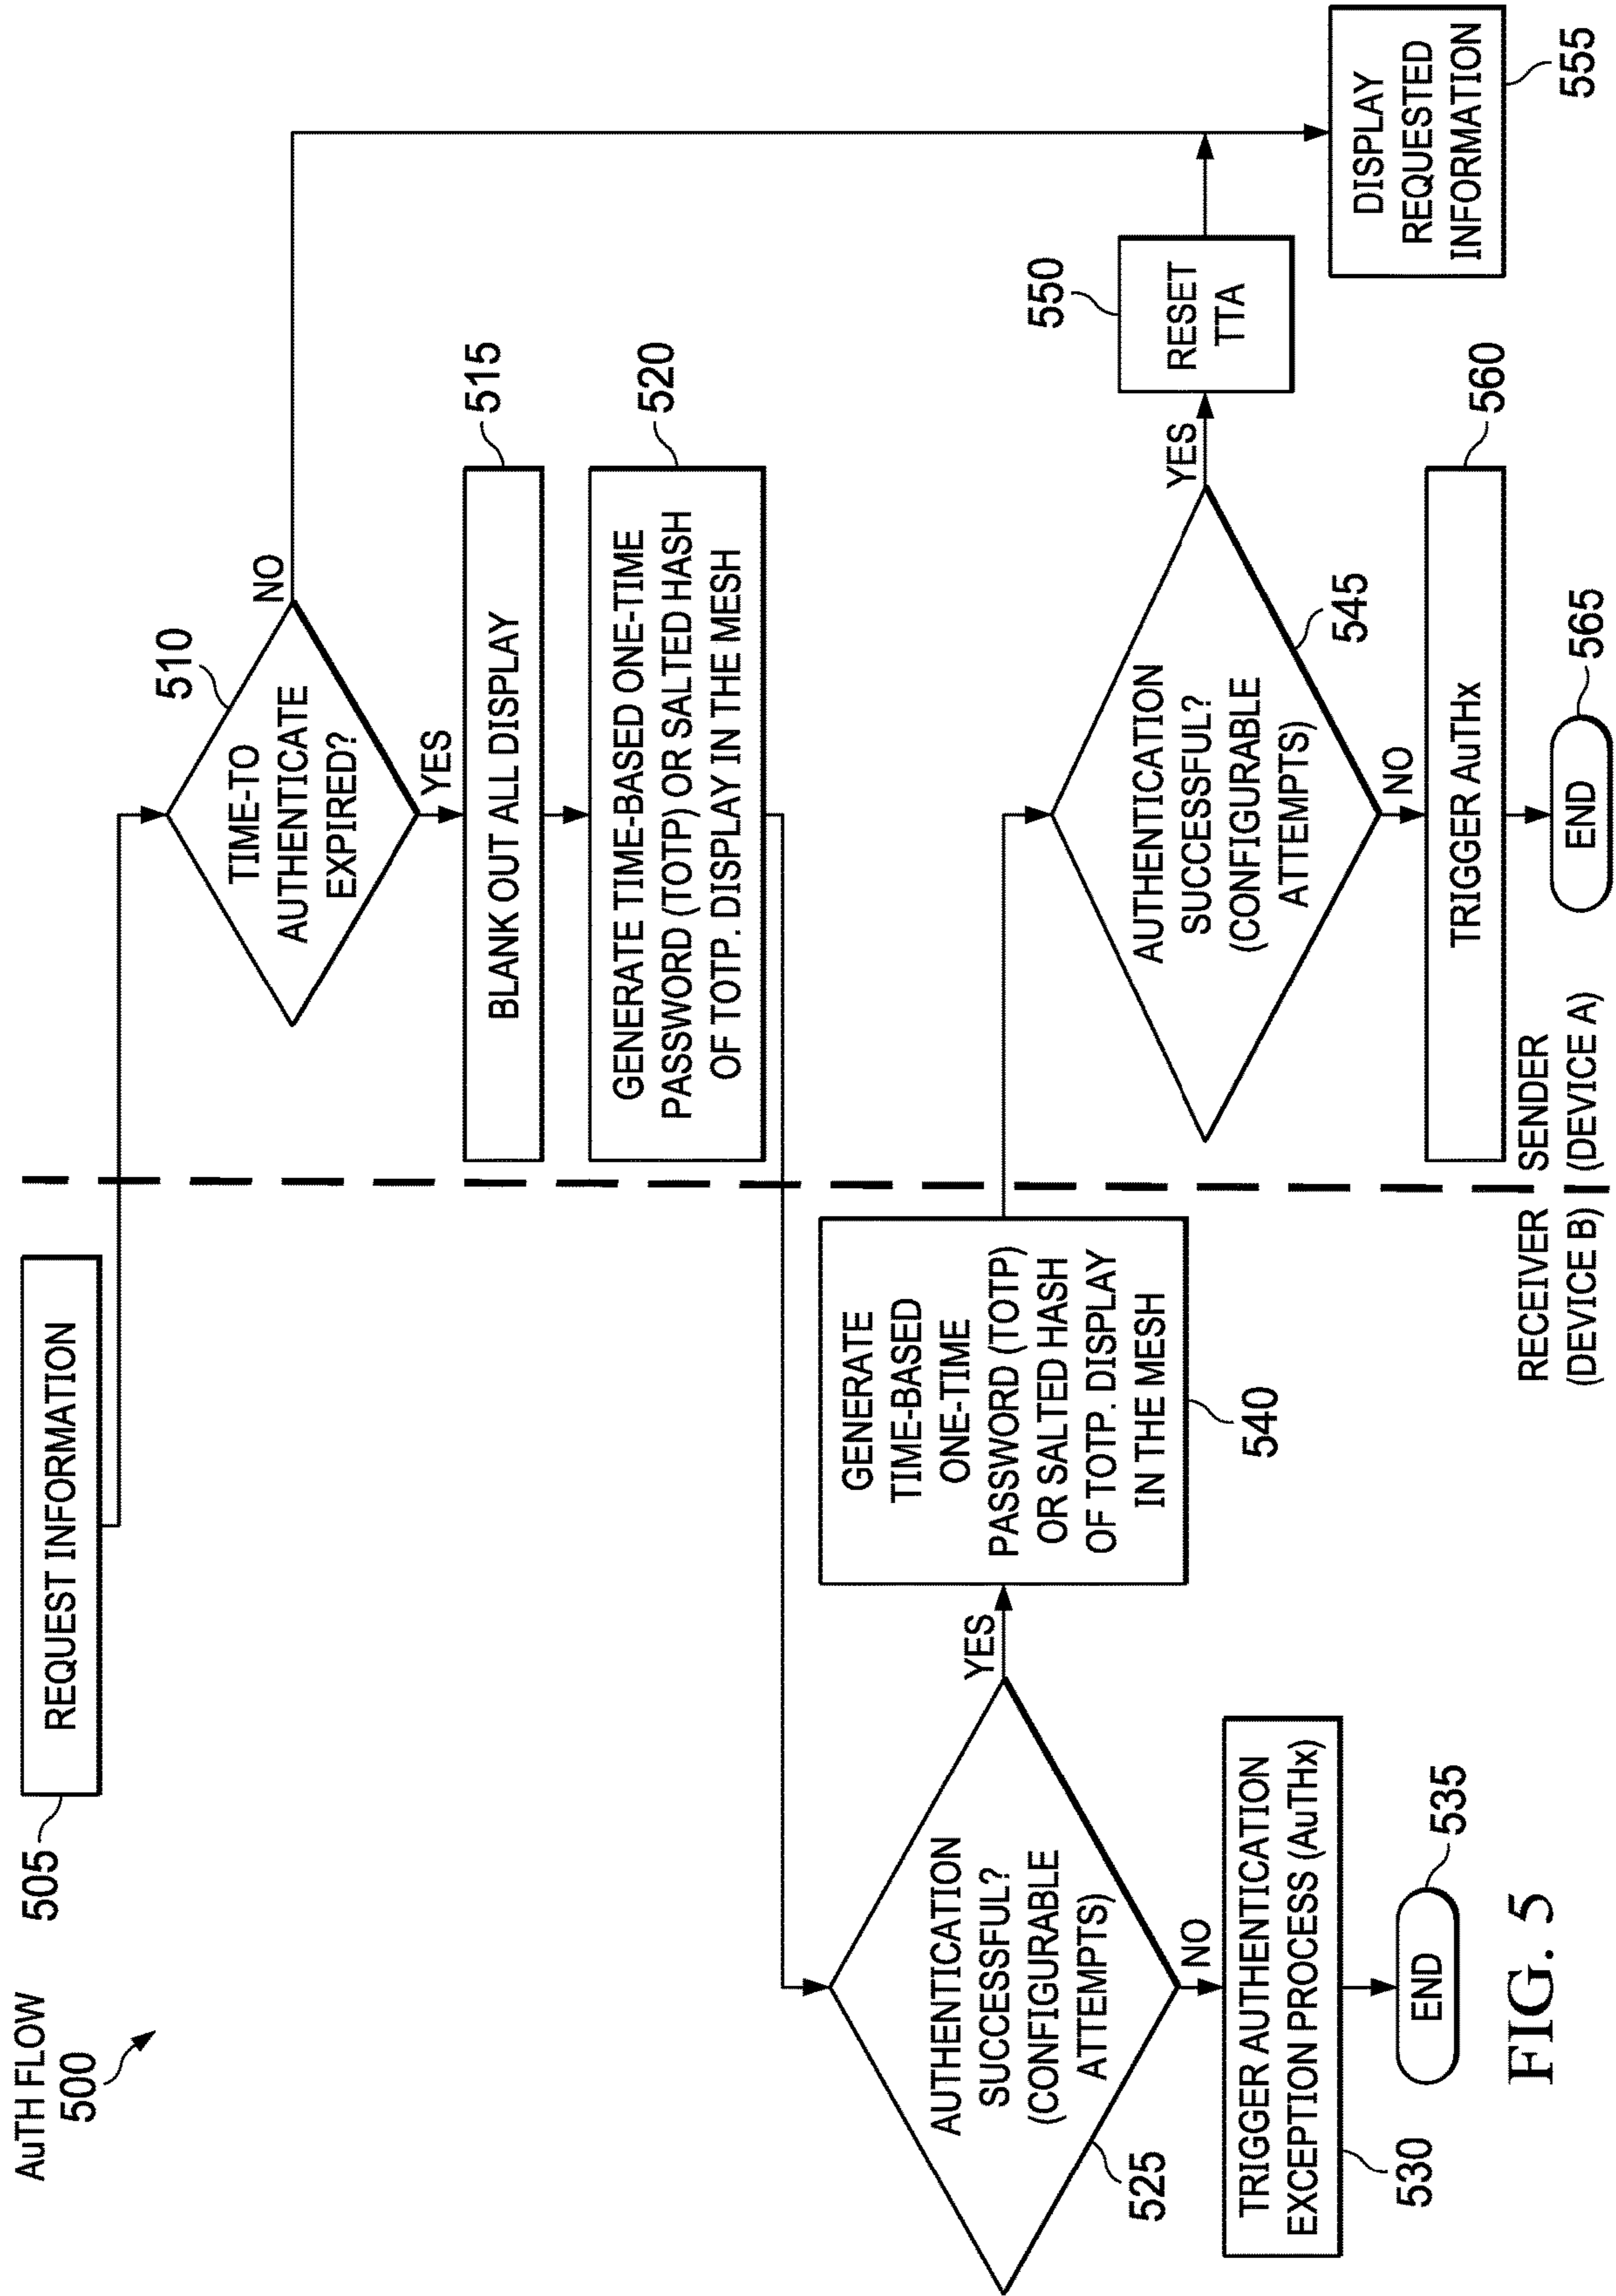 AuTH FLOW
500
505
REQUEST INFORMATION
510
TIME-TO
AUTHENTICATE
EXPIRED?
NO
YES
BLANK OUT ALL DISPLAY
515
GENERATE TIME-BASED ONE-TIME
PASSWORD (TOTP) OR SALTED HASH
OF TOTP. DISPLAY IN THE MESH
520
AUTHENTICATION
SUCCESSFUL?
(CONFIGURABLE
ATTEMPTS)
525
YES
NO
TRIGGER AUTHENTICATION
EXCEPTION PROCESS (AuTHx)
530
END
535
GENERATE
TIME-BASED
ONE-TIME
PASSWORD (TOTP)
OR SALTED HASH
OF TOTP. DISPLAY
IN THE MESH
540
AUTHENTICATION
SUCCESSFUL?
(CONFIGURABLE
ATTEMPTS)
545
YES
NO
RESET
TTA
550
DISPLAY
REQUESTED
INFORMATION
555
TRIGGER AuTHx
560
END
565
RECEIVER
(DEVICE B)
SENDER
(DEVICE A)
FIG. 5